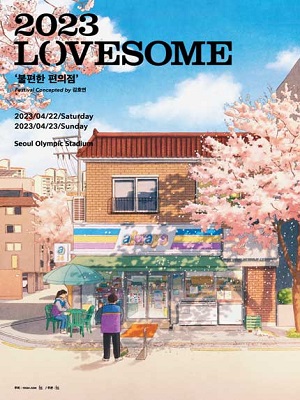 2023
LOVESOME
‘불편한 편의점’
Festival Concepted by 김호연
2023/04/22/Saturday
2023/04/23/Sunday
Seoul Olympic Stadium